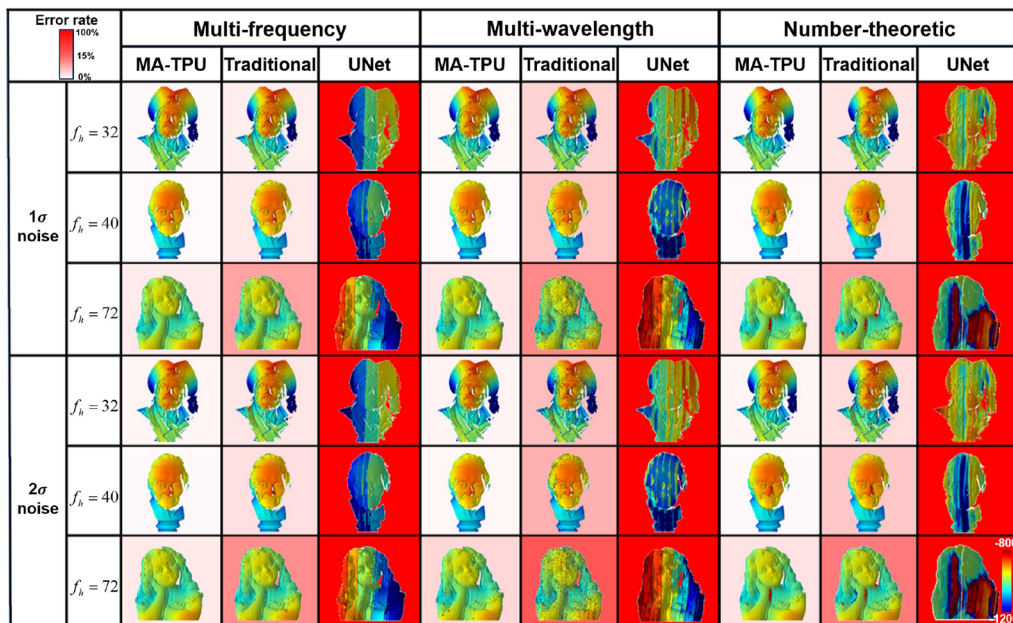 Error rate
100%
15%
0%
Multi-frequency Multi-wavelength Number-theoretic
MA-TPU Traditional UNet MA-TPU Traditional UNet MA-TPU Traditional UNet
1σ noise
f_h = 32
f_h = 40
f_h = 72
2σ noise
f_h = 32
f_h = 40
f_h = 72
-800
-1200